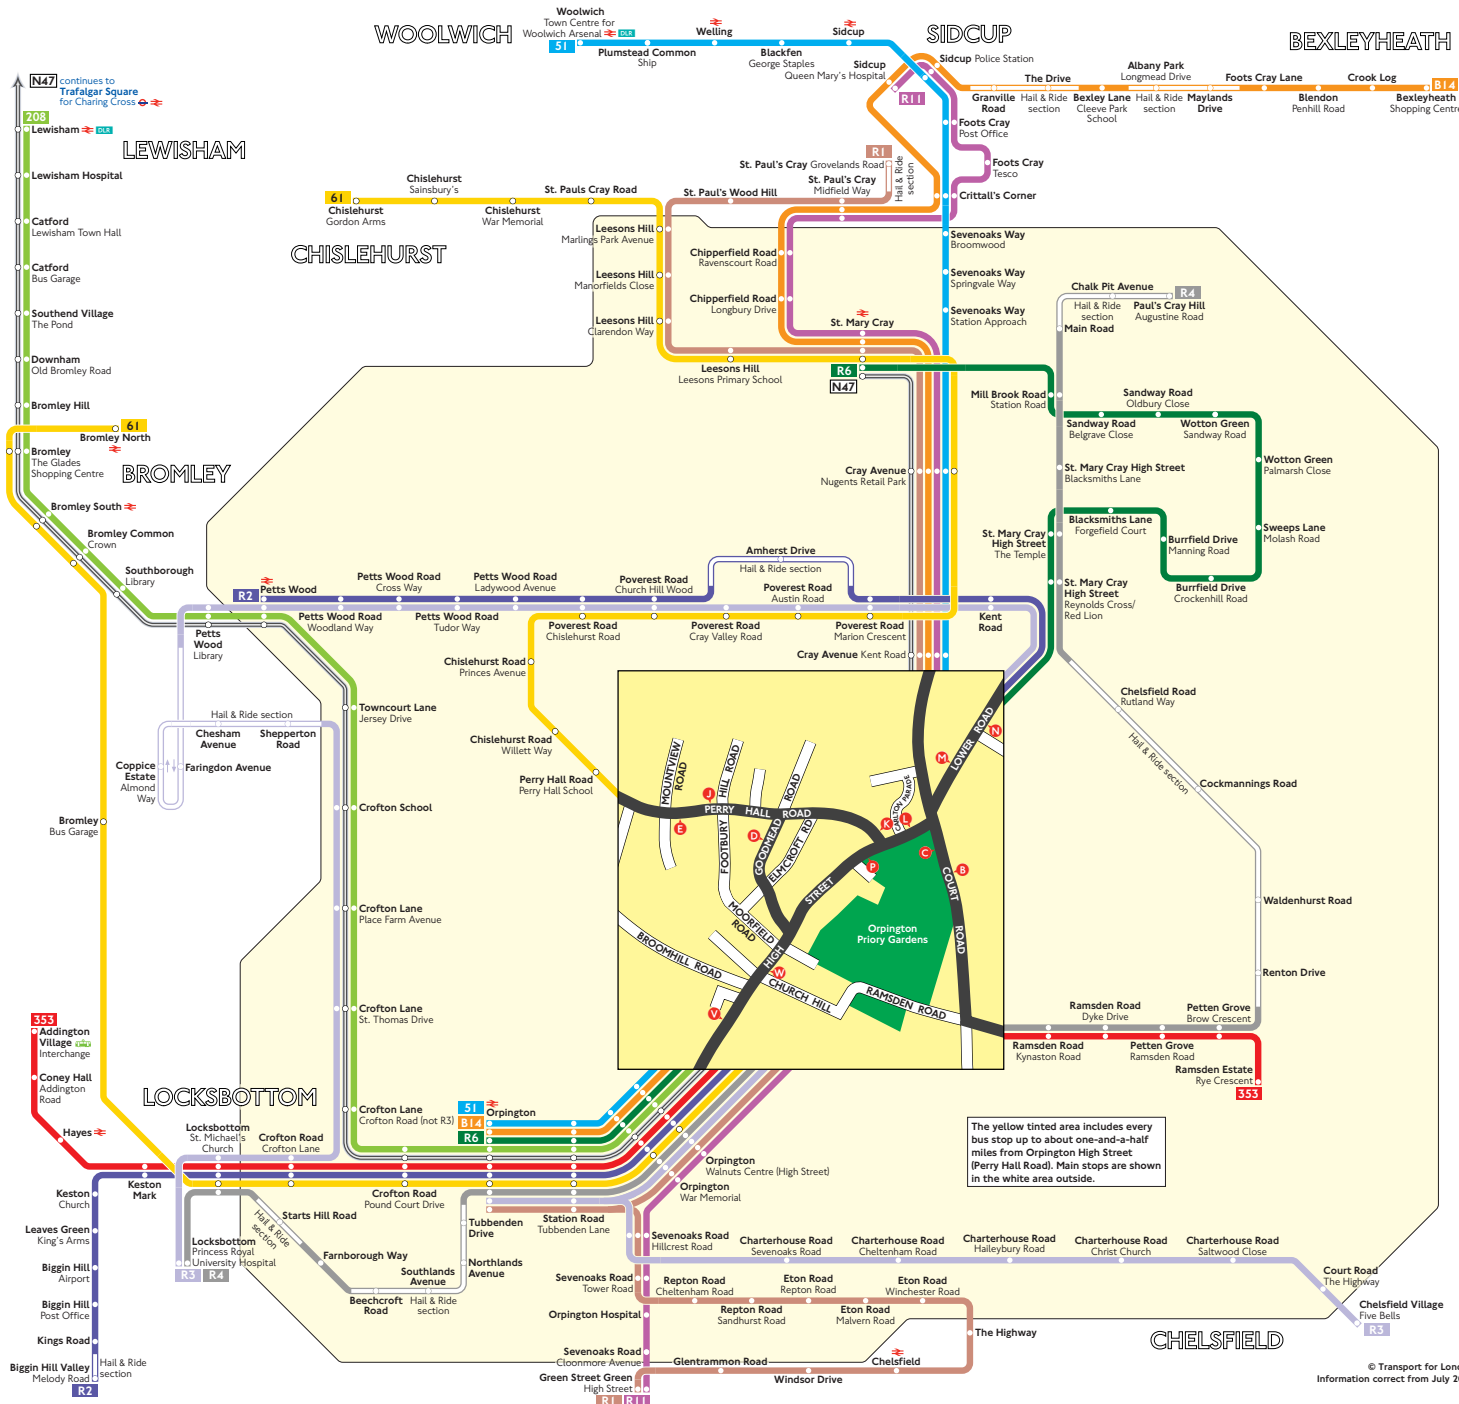 WOOLWICH
SIDCUP
BEXLEYHEATH
Woolwich
Town Centre for
Woolwich Arsenal DLR
51
Plumstead Common
Ship
Welling
Blackfen
George Staples
Sidcup
Sidcup
Queen Mary's Hospital
R11
Sidcup Police Station
Granville
Road
The Drive
Hail & Ride
section
Bexley Lane
Cleeve Park
School
Albany Park
Longmead Drive
Hail & Ride
section
Maylands
Drive
Foots Cray Lane
Blendon
Penhill Road
Crook Log
B14
Bexleyheath
Shopping Centre
N47 continues to
Trafalgar Square
for Charing Cross
208
Lewisham DLR
LEWISHAM
Lewisham Hospital
Catford
Lewisham Town Hall
Catford
Bus Garage
Southend Village
The Pond
Downham
Old Bromley Road
Bromley Hill
61
Bromley North
Bromley
The Glades
Shopping Centre
BROMLEY
Bromley South
Bromley Common
Crown
Southborough
Library
61
Chislehurst
Gordon Arms
Chislehurst
Sainsbury's
Chislehurst
War Memorial
St. Pauls Cray Road
CHISLEHURST
R1
St. Paul's Cray Grovelands Road
Hail & Ride
section
St. Paul's Cray
Midfield Way
St. Paul's Wood Hill
Foots Cray
Post Office
Foots Cray
Tesco
Crittall's Corner
Leesons Hill
Marlings Park Avenue
Leesons Hill
Manorfields Close
Leesons Hill
Clarendon Way
Leesons Hill
Leesons Primary School
Chipperfield Road
Ravenscourt Road
Chipperfield Road
Longbury Drive
St. Mary Cray
R6
N47
Sevenoaks Way
Broomwood
Sevenoaks Way
Springvale Way
Sevenoaks Way
Station Approach
Chalk Pit Avenue
Hail & Ride
section
R4
Paul's Cray Hill
Augustine Road
Main Road
Mill Brook Road
Station Road
Sandway Road
Belgrave Close
Sandway Road
Oldbury Close
Wotton Green
Sandway Road
Wotton Green
Palmarsh Close
Sweeps Lane
Molash Road
St. Mary Cray High Street
Blacksmiths Lane
Blacksmiths Lane
Forgefield Court
Burrfield Drive
Manning Road
Burrfield Drive
Crockenhill Road
St. Mary Cray
High Street
The Temple
St. Mary Cray
High Street
Reynolds Cross/
Red Lion
Cray Avenue
Nugents Retail Park
R2
Petts Wood
Petts Wood Road
Cross Way
Petts Wood Road
Ladywood Avenue
Poverest Road
Church Hill Wood
Amherst Drive
Hail & Ride section
Poverest Road
Austin Road
Petts
Wood
Library
Petts Wood Road
Woodland Way
Petts Wood Road
Tudor Way
Poverest Road
Chislehurst Road
Poverest Road
Cray Valley Road
Poverest Road
Marion Crescent
Kent
Road
Cray Avenue Kent Road
Chislehurst Road
Princes Avenue
Chislehurst Road
Willett Way
Perry Hall Road
Perry Hall School
Towncourt Lane
Jersey Drive
Hail & Ride section
Chesham
Avenue
Shepperton
Road
Coppice
Estate
Almond
Way
Faringdon Avenue
Crofton School
Crofton Lane
Place Farm Avenue
Crofton Lane
St. Thomas Drive
Crofton Lane
Crofton Road (not R3)
Bromley
Bus Garage
Chelsfield Road
Rutland Way
Hail & Ride section
Cockmannings Road
Waldenhurst Road
Renton Drive
Petten Grove
Brow Crescent
Ramsden Road
Dyke Drive
Ramsden Road
Kynaston Road
Petten Grove
Ramsden Road
Ramsden Estate
Rye Crescent
353
MOUNTVIEW
ROAD
FOOTBURY HILL ROAD
PERRY HALL ROAD
GOODMEAD ROAD
ELMCROFT RD
CARLTON PARADE
LOWER ROAD
COURT ROAD
HIGH STREET
MOORFIELD
ROAD
BROOMHILL ROAD
CHURCH HILL
RAMSDEN ROAD
Orpington
Priory Gardens
J
E
D
K
L
M
N
P
C
B
W
V
353
Addington
Village
Interchange
Coney Hall
Addington
Road
Hayes
LOCKSBOTTOM
Locksbottom
St. Michael's
Church
Crofton Road
Crofton Lane
Keston
Mark
Crofton Road
Pound Court Drive
51
B14
R6
Orpington
Orpington
Walnuts Centre (High Street)
Orpington
War Memorial
Keston
Church
Leaves Green
King's Arms
Biggin Hill
Airport
Biggin Hill
Post Office
Kings Road
Biggin Hill Valley
Melody Road
Hail & Ride
section
R2
Locksbottom
Princess Royal
University Hospital
R3
R4
Starts Hill Road
Hail & Ride
section
Farnborough Way
Beechcroft
Road
Southlands
Avenue
Hail & Ride
section
Tubbenden
Drive
Northlands
Avenue
Station Road
Tubbenden Lane
Sevenoaks Road
Hillcrest Road
Sevenoaks Road
Tower Road
Orpington Hospital
Sevenoaks Road
Cloonmore Avenue
Green Street Green
High Street
R1
R11
Charterhouse Road
Sevenoaks Road
Charterhouse Road
Cheltenham Road
Charterhouse Road
Haileybury Road
Charterhouse Road
Christ Church
Charterhouse Road
Saltwood Close
Court Road
The Highway
Chelsfield Village
Five Bells
R3
Repton Road
Cheltenham Road
Repton Road
Sandhurst Road
Eton Road
Repton Road
Eton Road
Malvern Road
Eton Road
Winchester Road
The Highway
Chelsfield
Windsor Drive
Glentrammon Road
CHELSFIELD
The yellow tinted area includes every
bus stop up to about one-and-a-half
miles from Orpington High Street
(Perry Hall Road). Main stops are shown
in the white area outside.
© Transport for Lon
Information correct from July 2